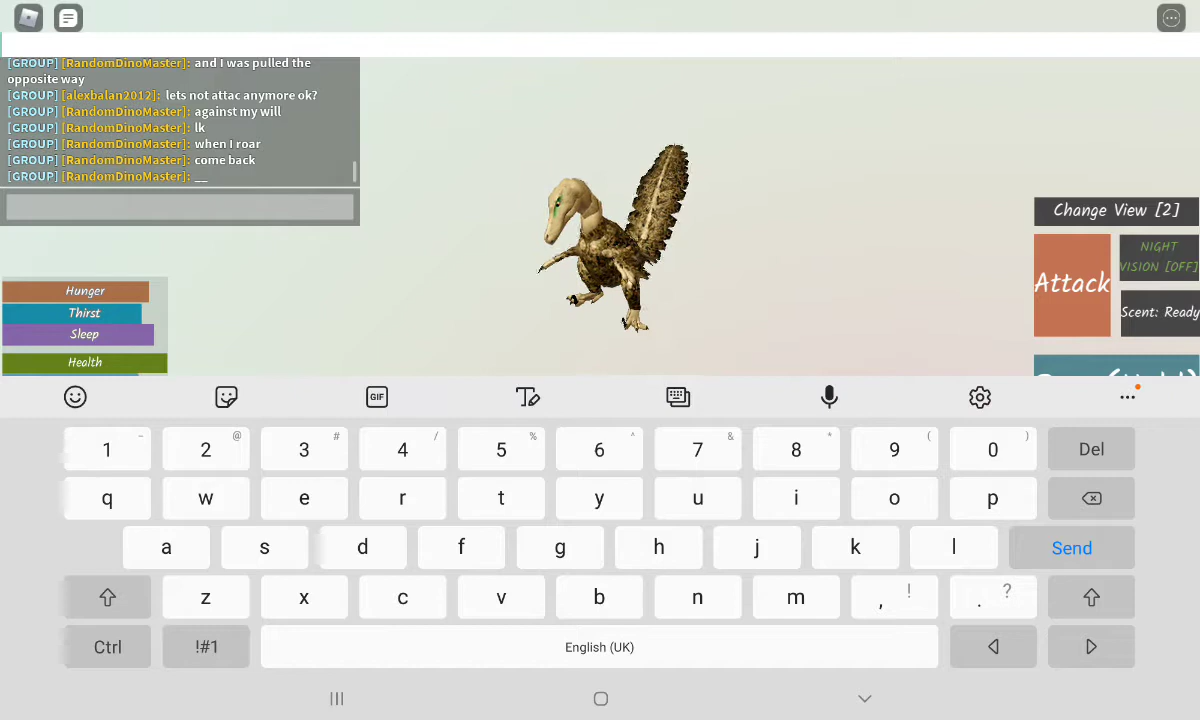 [GROUP] [RandomDinoMaster]: and I was pulled the
opposite way
[GROUP] [alexbalan2012]: lets not attac anymore ok?
[GROUP] [RandomDinoMaster]: against my will
[GROUP] [RandomDinoMaster]: lk
[GROUP] [RandomDinoMaster]: when I roar
[GROUP] [RandomDinoMaster]: come back
[GROUP] [RandomDinoMaster]: __
Change View [2]
Attack
NIGHT
VISION [OFF]
Scent: Ready
Hunger
Thirst
Sleep
Health
GIF
1 2 @ 3 # 4 / 5 % 6 ^ 7 & 8 * 9 ( 0 ) Del
q w e r t y u i o p
a s d f g h j k l Send
z x c v b n m , ! . ?
Ctrl !#1 English (UK)